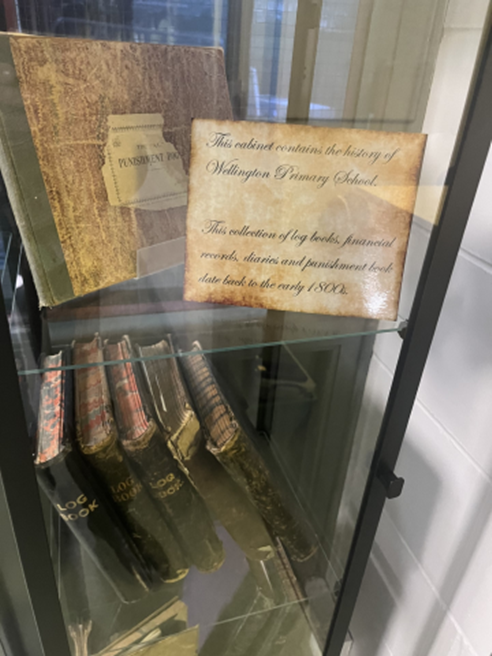 PUNISHMENT BOOK
This cabinet contains the history of
Wellington Primary School.
This collection of log books, financial
records, diaries and punishment book
date back to the early 1800s.
LOG
BOOK
LOG
BOOK
LOG
BOOK